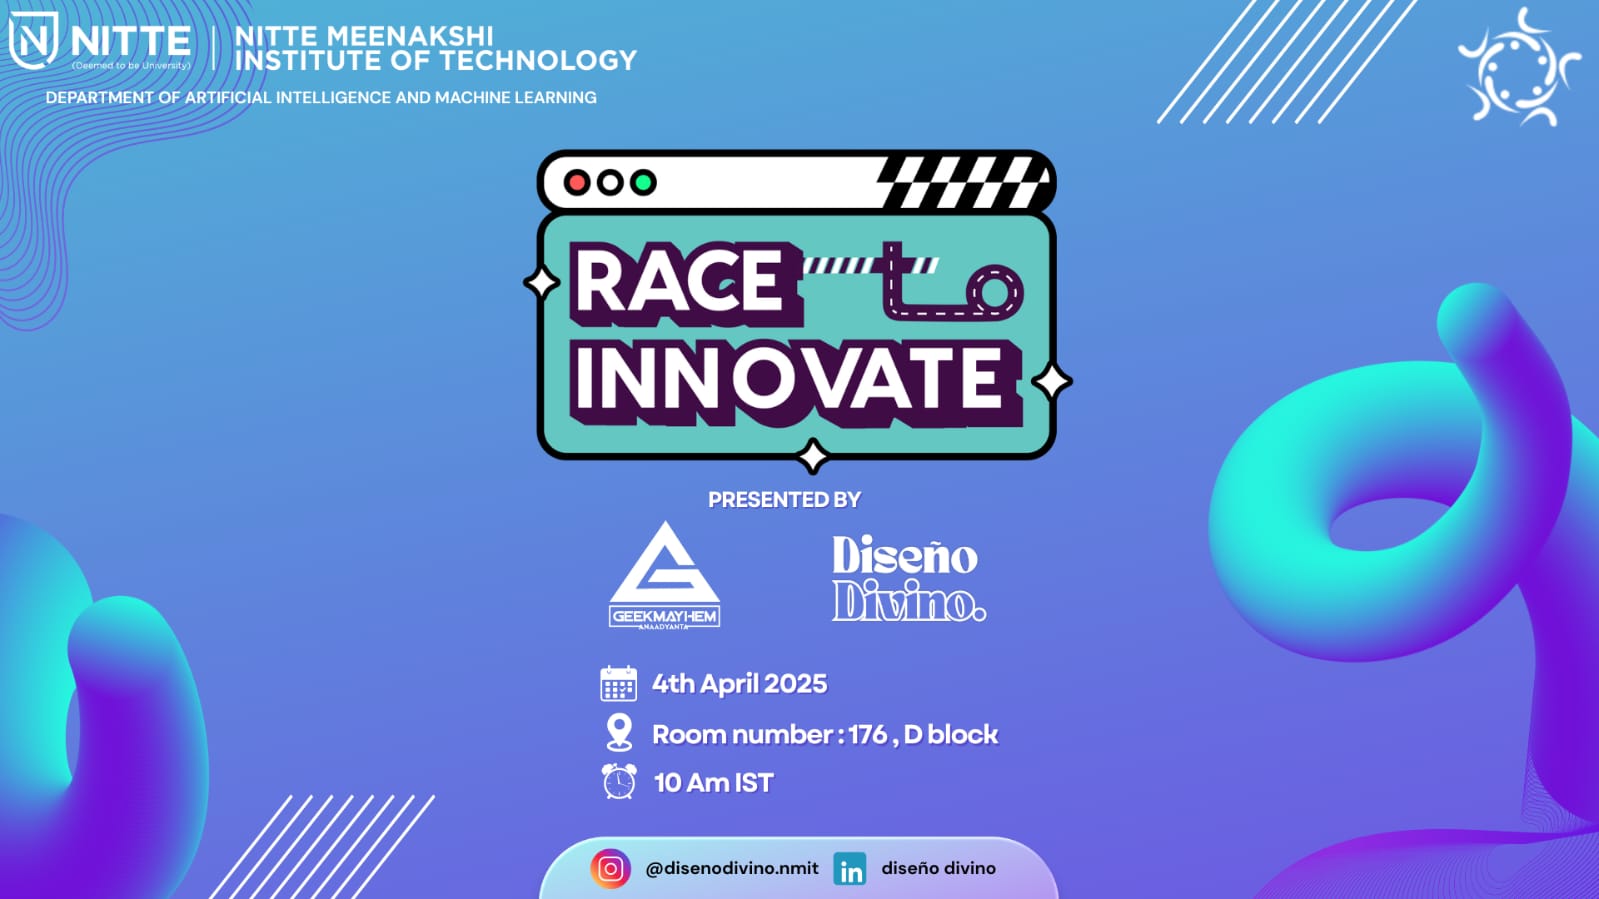 NITTE
(Deemed to be University)
NITTE MEENAKSHI
INSTITUTE OF TECHNOLOGY
DEPARTMENT OF ARTIFICIAL INTELLIGENCE AND MACHINE LEARNING
RACE to
INNOVATE
PRESENTED BY
GEEKMAYHEM
ANAADYANTA
Diseño
Divino.
4th April 2025
Room number : 176 , D block
10 Am IST
@disenodivino.nmit
diseño divino